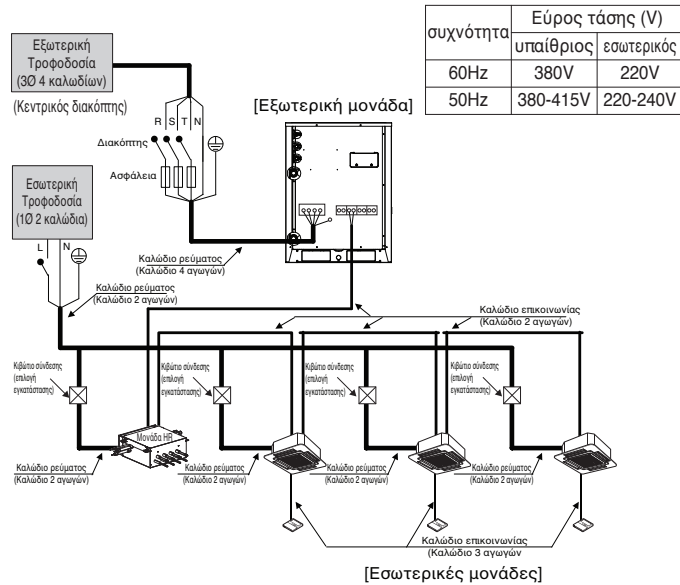 Εξωτερική
Τροφοδοσία
(3Ø 4 καλωδίων)
(Κεντρικός διακόπτης)
συχνότητα
Εύρος τάσης (V)
υπαίθριος
εσωτερικός
60Hz
380V
220V
50Hz
380-415V
220-240V
[Εξωτερική μονάδα]
R S T N
Διακόπτης
Ασφάλεια
Εσωτερική
Τροφοδοσία
(1Ø 2 καλώδια)
L N
Καλώδιο ρεύματος
(Καλώδιο 4 αγωγών)
Καλώδιο ρεύματος
(Καλώδιο 2 αγωγών)
Καλώδιο επικοινωνίας
(Καλώδιο 2 αγωγών)
Κιβώτιο σύνδεσης
(επιλογή
εγκατάστασης)
Κιβώτιο σύνδεσης
(επιλογή
εγκατάστασης)
Κιβώτιο σύνδεσης
(επιλογή
εγκατάστασης)
Κιβώτιο σύνδεσης
(επιλογή
εγκατάστασης)
Μονάδα HR
Καλώδιο ρεύματος
(Καλώδιο 2 αγωγών)
Καλώδιο ρεύματος
(Καλώδιο 2 αγωγών)
Καλώδιο ρεύματος
(Καλώδιο 2 αγωγών)
Καλώδιο ρεύματος
(Καλώδιο 2 αγωγών)
Καλώδιο επικοινωνίας
(Καλώδιο 3 αγωγών
[Εσωτερικές μονάδες]